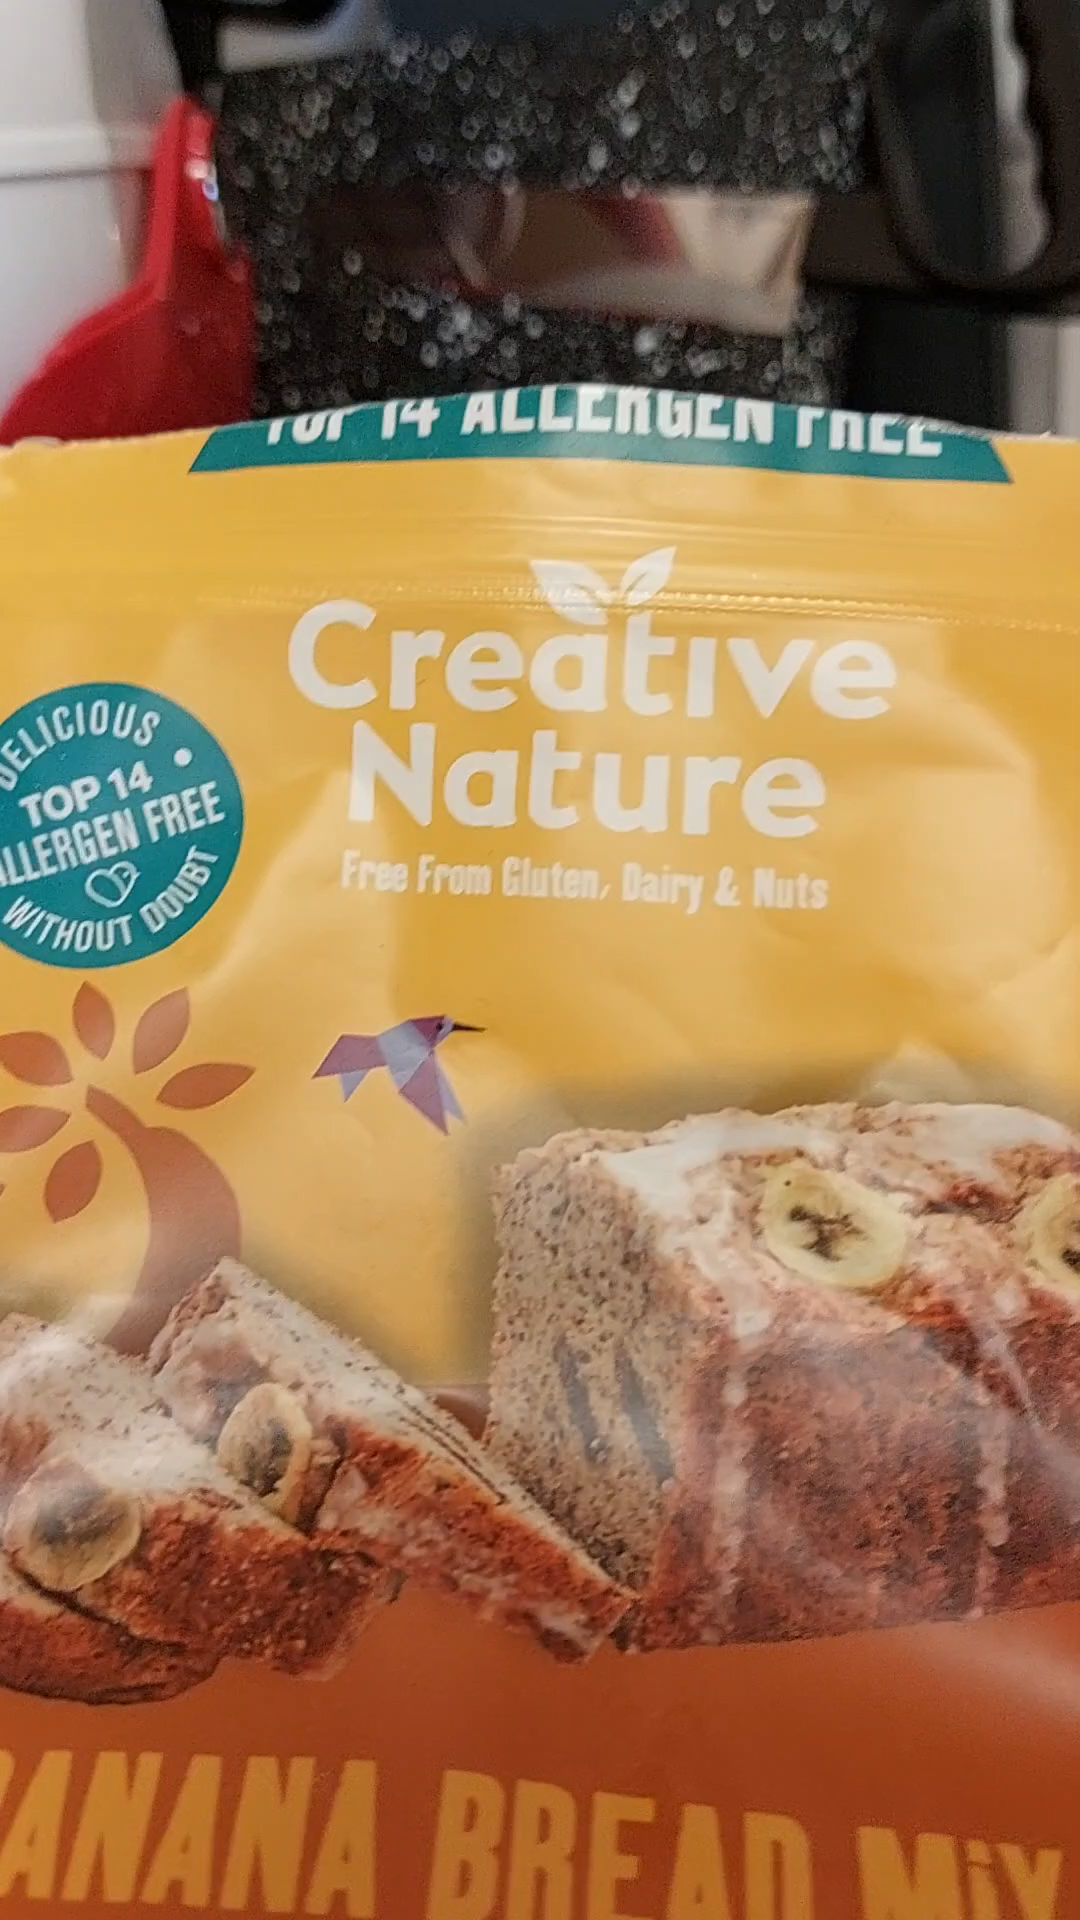 TOP 14 ALLERGEN FREE
Creative
Nature
Free From Gluten, Dairy & Nuts
DELICIOUS
TOP 14
ALLERGEN FREE
WITHOUT DOUBT
BANANA BREAD MiX